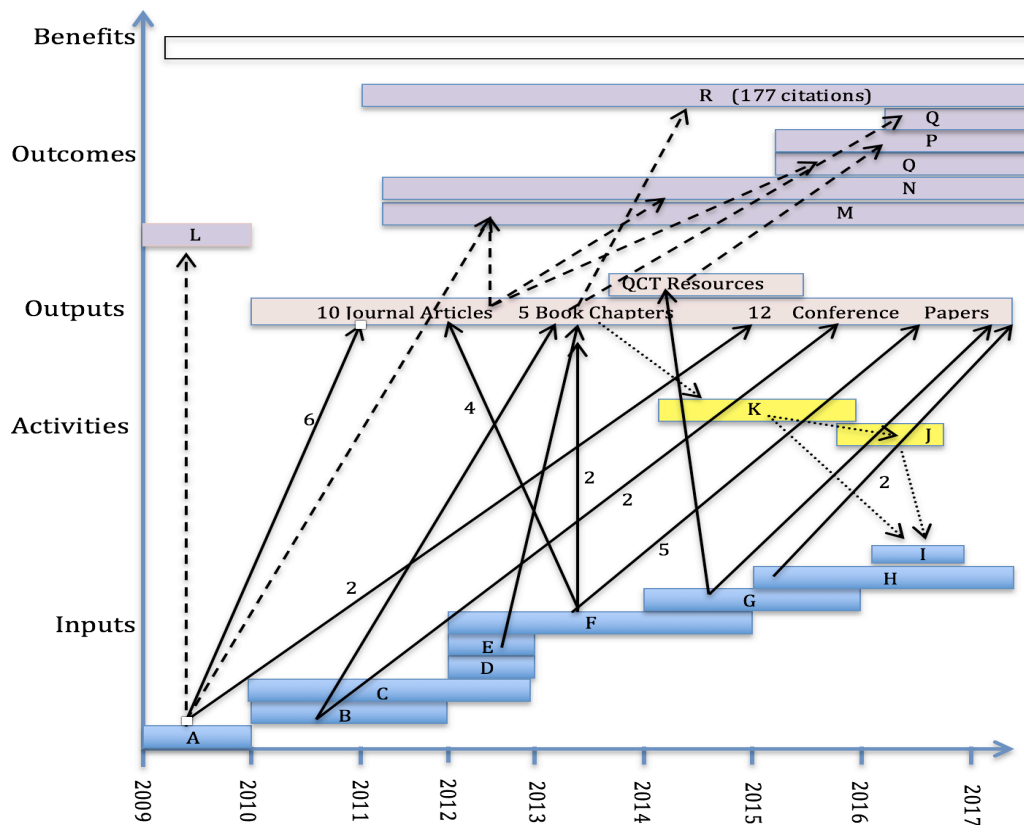 Benefits
R (177 citations)
Q
P
Outcomes
Q
N
M
L
QCT Resources
Outputs
10 Journal Articles 5 Book Chapters 12 Conference Papers
4
K
6
Activities
J
2
2
2
5
I
2
H
G
Inputs
F
E
D
C
B
A
2009 2010 2011 2012 2013 2014 2015 2016 2017